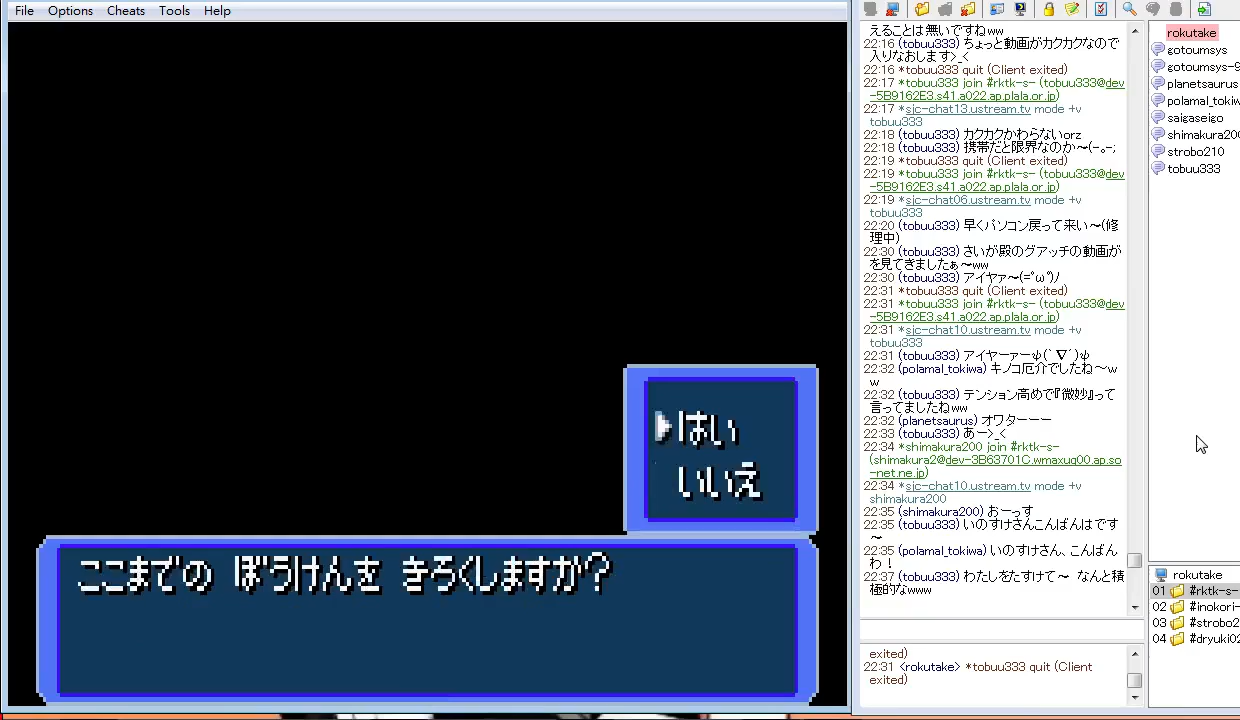 File Options Cheats Tools Help
はい
いいえ
ここまでの ぼうけんを きろくしますか？
えることは無いですねww
22:16 (tobuu333) ちょっと動画がカクカクなので
入りなおします>_<
22:16 *tobuu333 quit (Client exited)
22:17 *tobuu333 join #rktk-s- (tobuu333@dev
-5B9162E3.s41.a022.ap.plala.or.jp)
22:17 *sjc-chat13.ustream.tv mode +v
tobuu333
22:18 (tobuu333) カクカクかわらないorz
22:18 (tobuu333) 携帯だと限界なのか～(-｡-;
22:19 *tobuu333 quit (Client exited)
22:19 *tobuu333 join #rktk-s- (tobuu333@dev
-5B9162E3.s41.a022.ap.plala.or.jp)
22:19 *sjc-chat06.ustream.tv mode +v
tobuu333
22:20 (tobuu333) 早くパソコン戻って来い～(修
理中)
22:30 (tobuu333) さいが殿のグアッチの動画が
を見てきましたぁ～ww
22:30 (tobuu333) アイヤァ～(=ﾟωﾟ)ﾉ
22:31 *tobuu333 quit (Client exited)
22:31 *tobuu333 join #rktk-s- (tobuu333@dev
-5B9162E3.s41.a022.ap.plala.or.jp)
22:31 *sjc-chat10.ustream.tv mode +v
tobuu333
22:31 (tobuu333) アイヤーァーψ(｀∇´)ψ
22:32 (polamal_tokiwa) キノコ厄介でしたね～w
w
22:32 (tobuu333) テンション高めで『微妙』って
言ってましたねww
22:32 (planetsaurus) オワターーー
22:33 (tobuu333) あー>_<
22:34 *shimakura200 join #rktk-s-
(shimakura2@dev-3B63701C.wmaxuq00.ap.so
-net.ne.jp)
22:34 *sjc-chat10.ustream.tv mode +v
shimakura200
22:35 (shimakura200) おーっす
22:35 (tobuu333) いのすけさんこんばんはです
～
22:35 (polamal_tokiwa) いのすけさん、こんばん
わ！
22:37 (tobuu333) わたしをたすけて～ なんと積
極的なwww
exited)
22:31 <rokutake> *tobuu333 quit (Client
exited)
rokutake
gotoumsys
gotoumsys-9
planetsaurus
polamal_tokiw
saigaseigo
shimakura200
strobo210
tobuu333
rokutake
01 #rktk-s-
02 #inokori-
03 #strobo2
04 #dryuki02